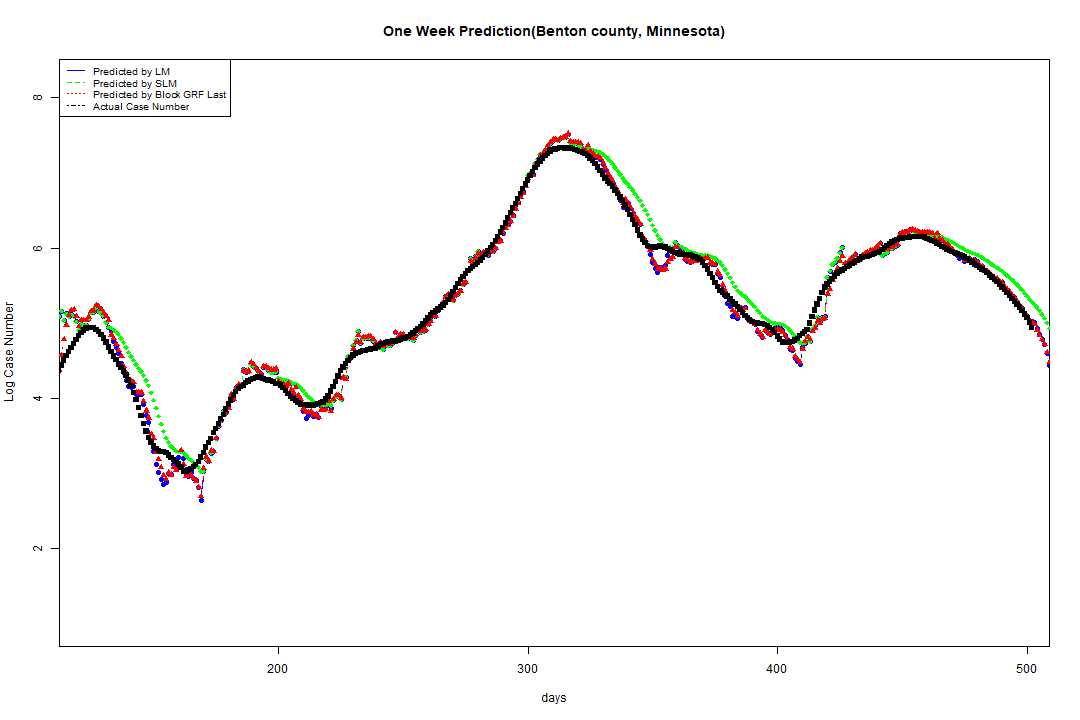 One Week Prediction(Benton county, Minnesota)
Predicted by LM
Predicted by SLM
Predicted by Block GRF Last
Actual Case Number
8
6
4
2
Log Case Number
200
300
400
500
days